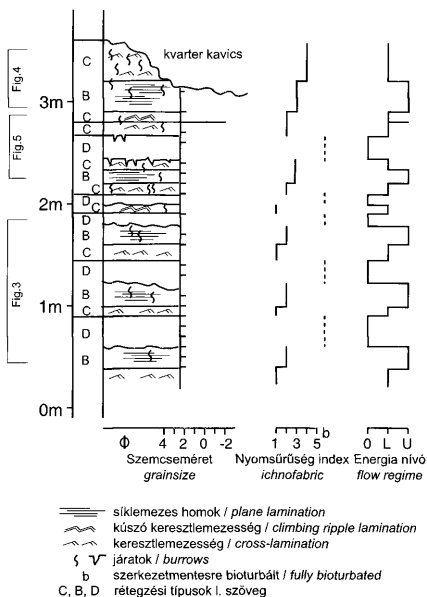 kvarter kavics
Fig.4
Fig.5
Fig.3
3m
2m
1m
0m
C
B
C
C
D
C
B
C
D
C
D
B
C
D
B
C
D
B
Φ 4 2 0 -2
1 3 5 b
0 L U
Szemcseméret Nyomsűrűség index Energia nívó
grainsize ichnofabric flow regime
síklemezes homok / plane lamination
kúszó keresztlemezesség / climbing ripple lamination
keresztlemezesség / cross-lamination
járatok / burrows
b szerkezetmentesre bioturbált / fully bioturbated
C, B, D rétegzési típusok l. szöveg